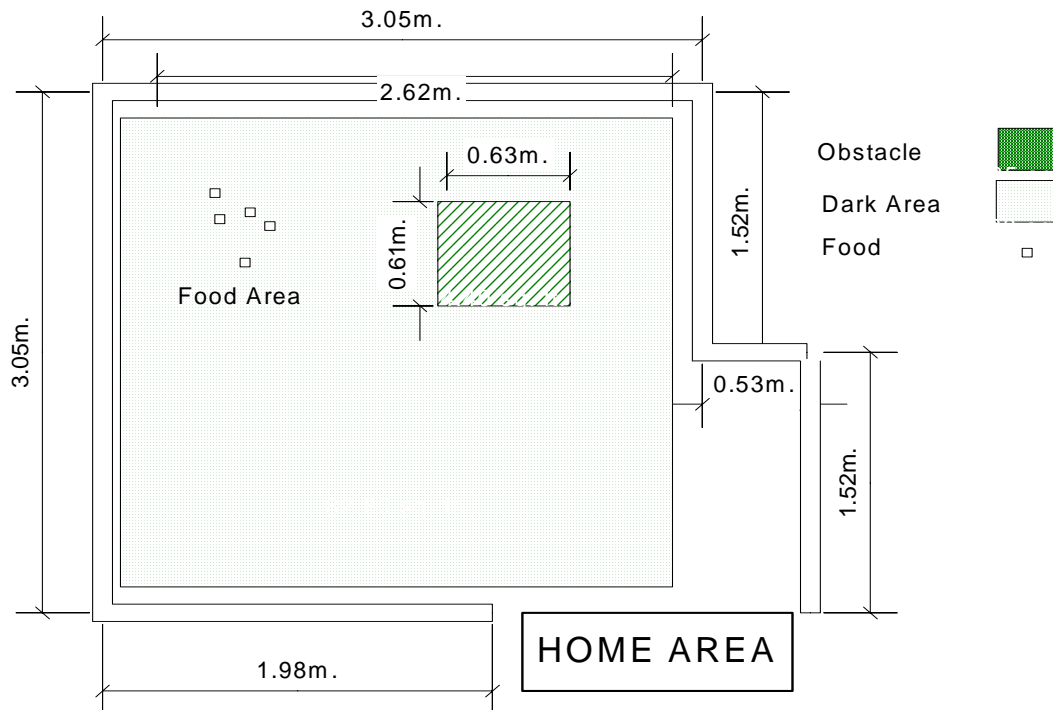 3.05m.
2.62m.
0.63m.
0.61m.
1.52m.
Obstacle
Dark Area
Food
Food Area
3.05m.
0.53m.
1.52m.
HOME AREA
1.98m.